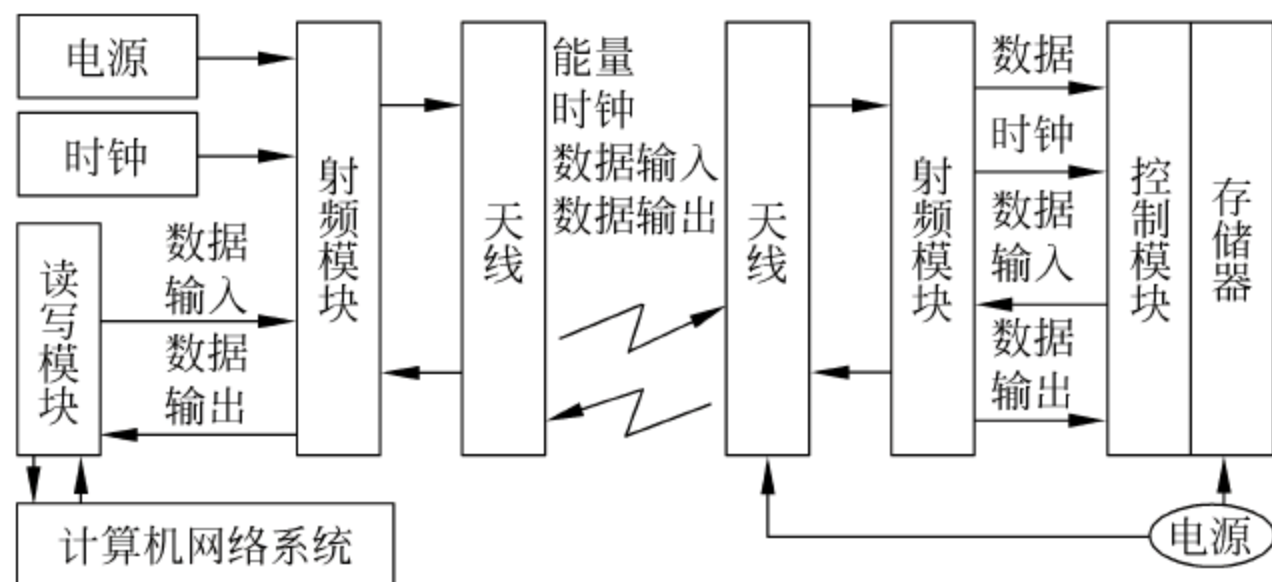 电源
时钟
读写模块
数据
输入
数据
输出
计算机网络系统
射频模块
天线
能量
时钟
数据输入
数据输出
天线
射频模块
数据
时钟
数据
输入
数据
输出
控制模块
存储器
电源